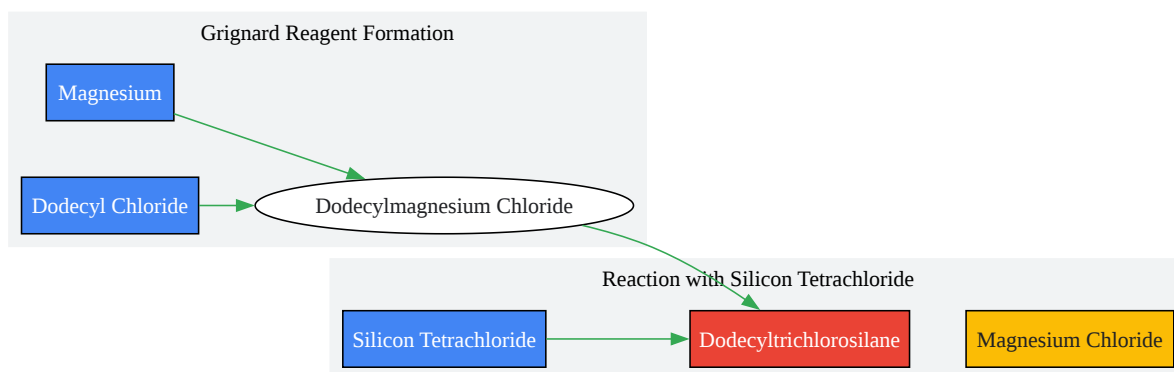 Grignard Reagent Formation
Magnesium
Dodecyl Chloride
Dodecylmagnesium Chloride
Reaction with Silicon Tetrachloride
Silicon Tetrachloride
Dodecyltrichlorosilane
Magnesium Chloride